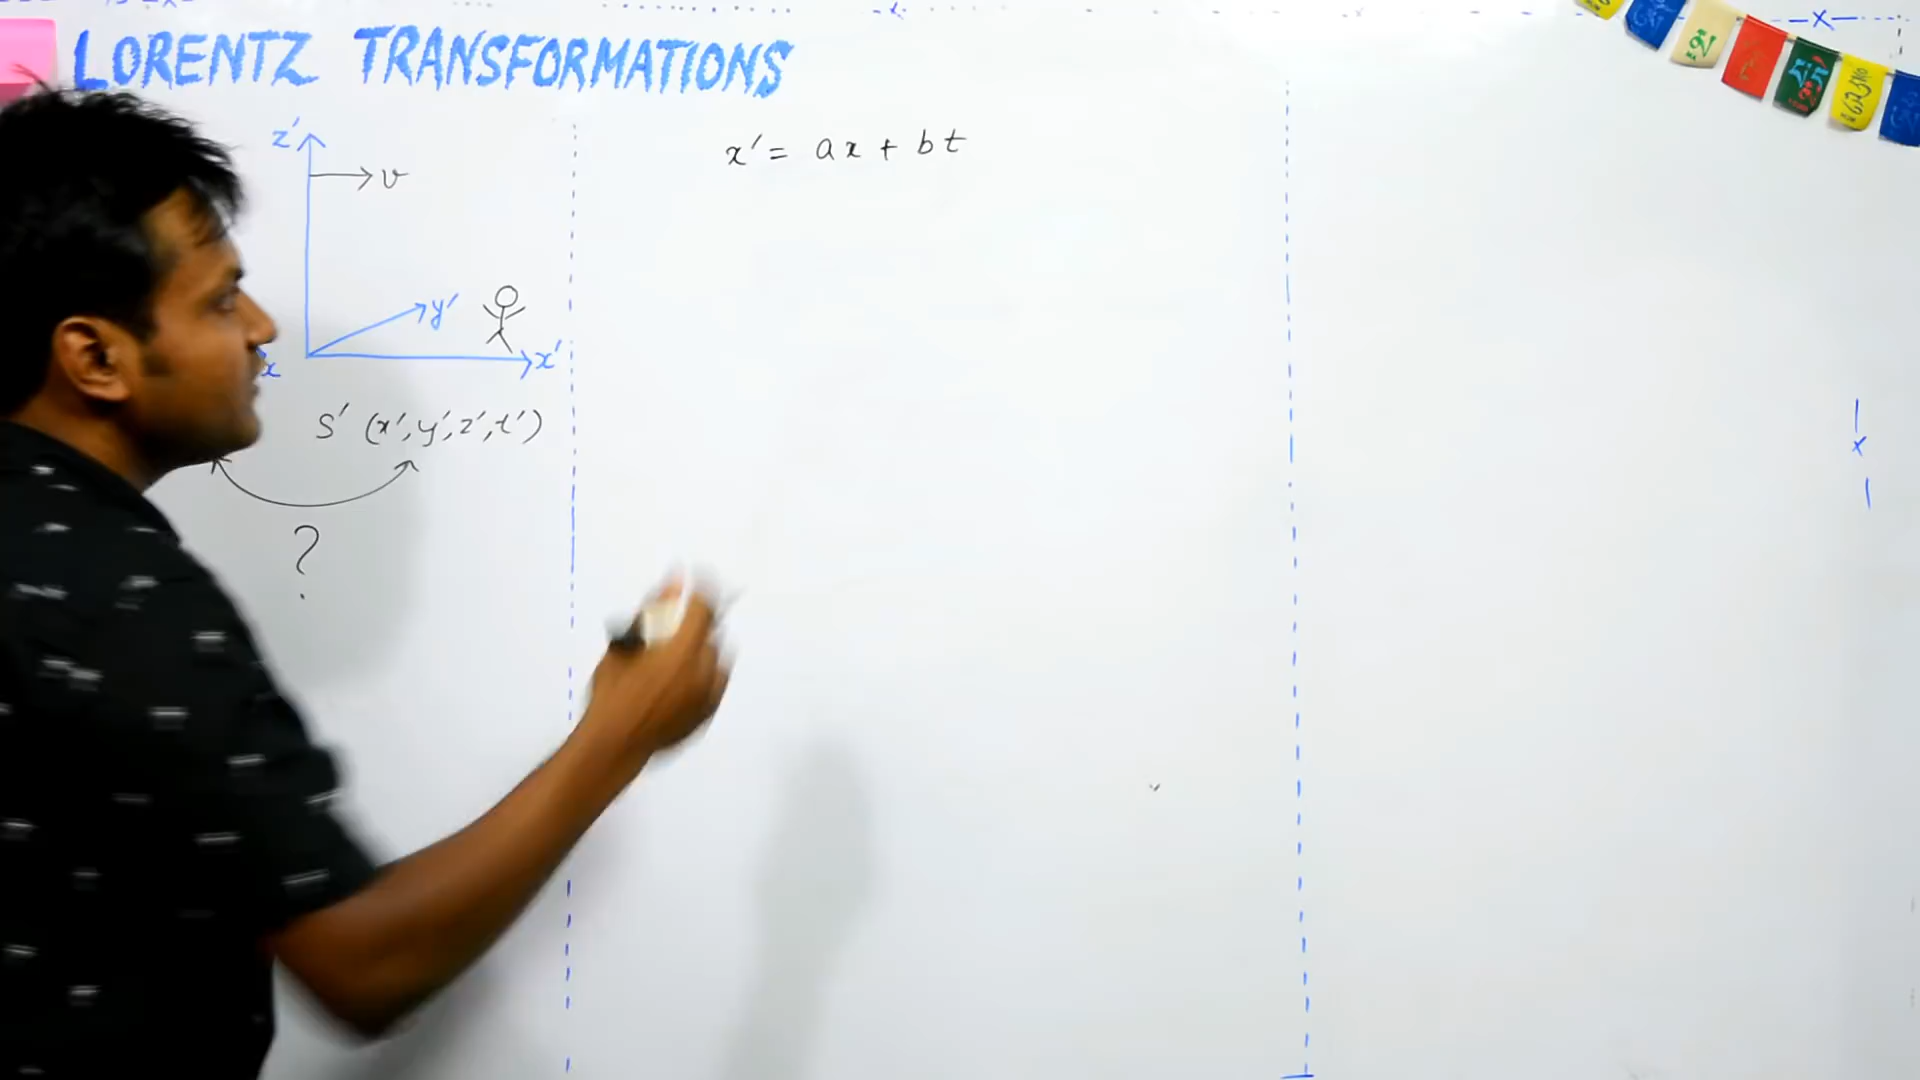 LORENTZ TRANSFORMATIONS
z′
v
x′ = ax + bt
y′
x
x′
S′ (x′, y′, z′, t′)
?
x
x